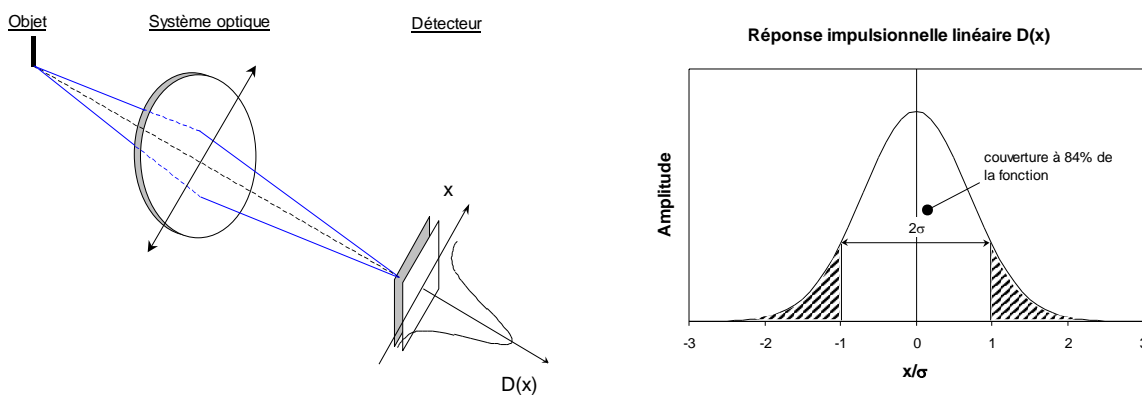 Objet
Système optique
Détecteur
x
D(x)
Réponse impulsionnelle linéaire D(x)
Amplitude
couverture à 84% de
la fonction
2σ
-3 -2 -1 0 1 2 3
x/σ